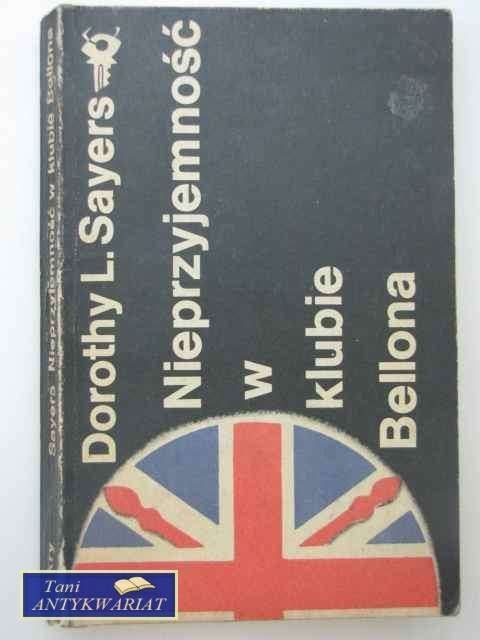 Dorothy L. Sayers
Nieprzyjemność
w
klubie
Bellona
Sayers Nieprzyjemność w klubie Bellona
Tani
ANTYKWARIAT